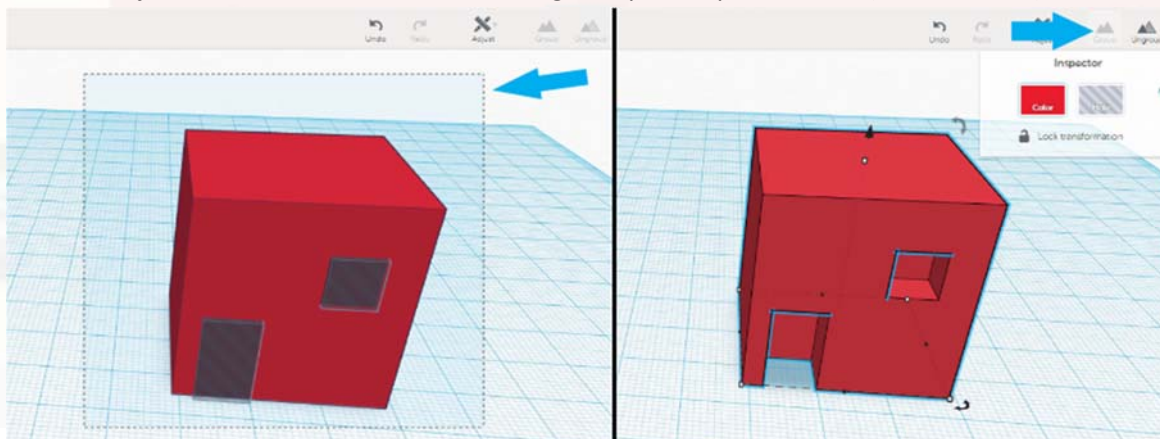 Undo
Redo
Adjust
Group
Ungroup
Undo
Redo
Group
Ungroup
Inspector
Color
Lock transformation